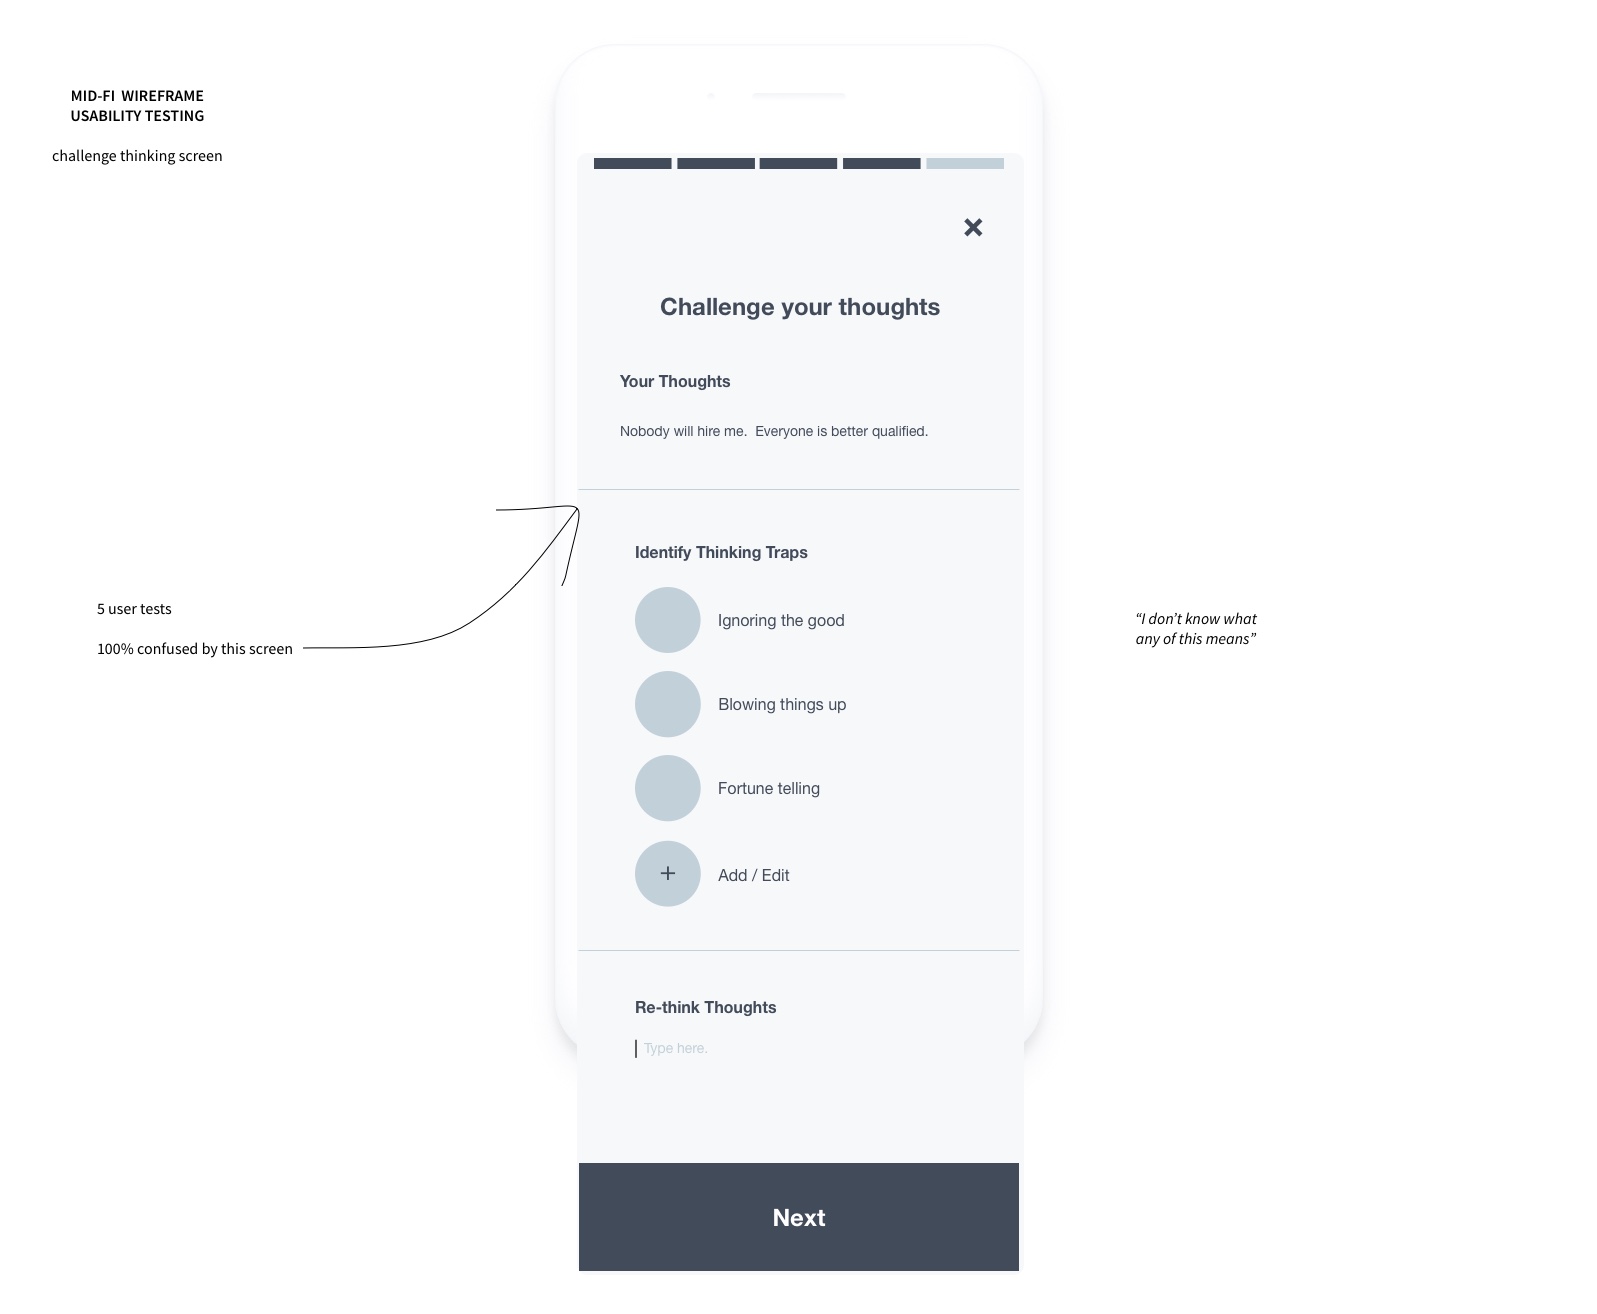 MID-FI WIREFRAME
USABILITY TESTING
challenge thinking screen
Challenge your thoughts
Your Thoughts
Nobody will hire me.  Everyone is better qualified.
Identify Thinking Traps
Ignoring the good
Blowing things up
Fortune telling
+ Add / Edit
5 user tests
100% confused by this screen
“I don’t know what
any of this means”
Re-think Thoughts
Type here.
Next